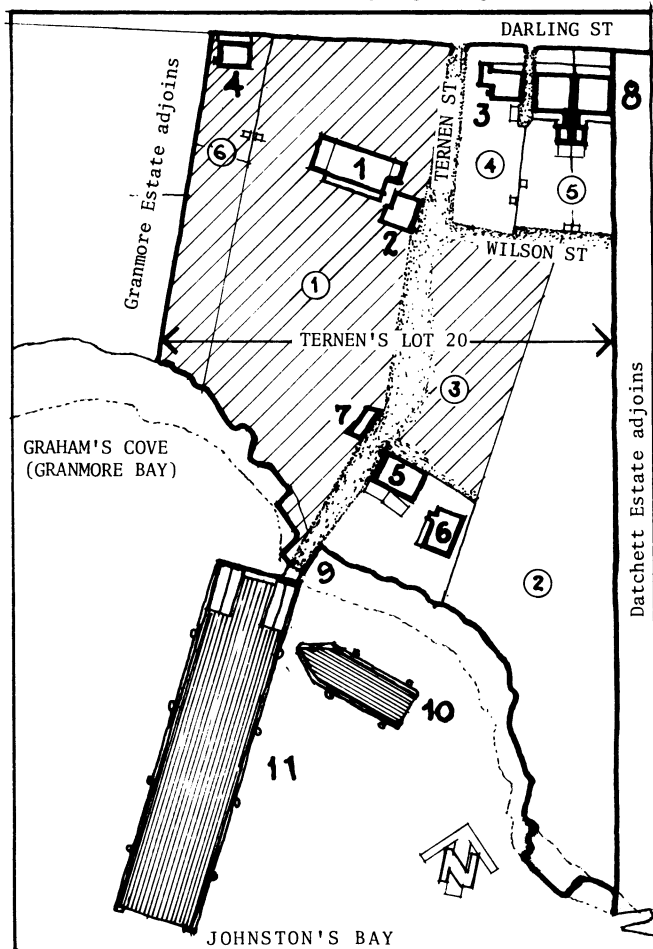 DARLING ST
4
6
Granmore Estate adjoins
1
2
TERNEN ST
3
8
4
5
WILSON ST
1
TERNEN'S LOT 20
3
7
GRAHAM'S COVE
(GRANMORE BAY)
5
6
Datchett Estate adjoins
2
9
10
11
N
JOHNSTON'S BAY